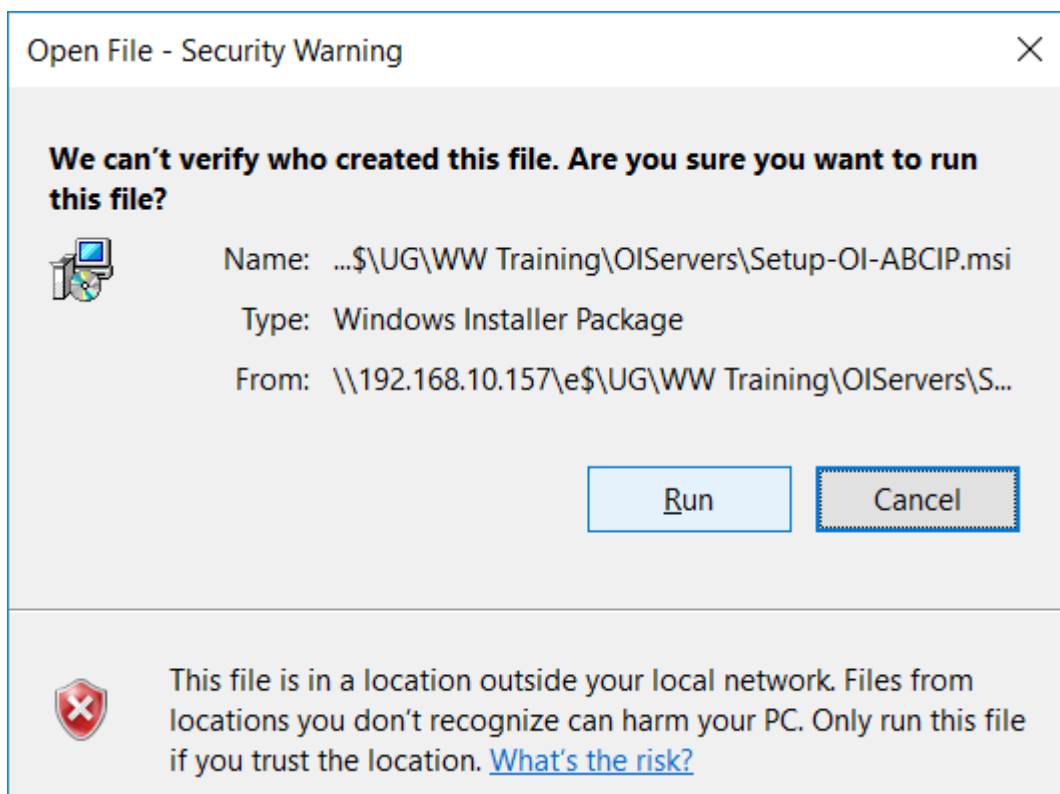 Open File - Security Warning
We can't verify who created this file. Are you sure you want to run
this file?
Name: ...$\UG\WW Training\OIServers\Setup-OI-ABCIP.msi
Type: Windows Installer Package
From: \\192.168.10.157\e$\UG\WW Training\OIServers\S...
Run Cancel
This file is in a location outside your local network. Files from
locations you don't recognize can harm your PC. Only run this file
if you trust the location. What's the risk?